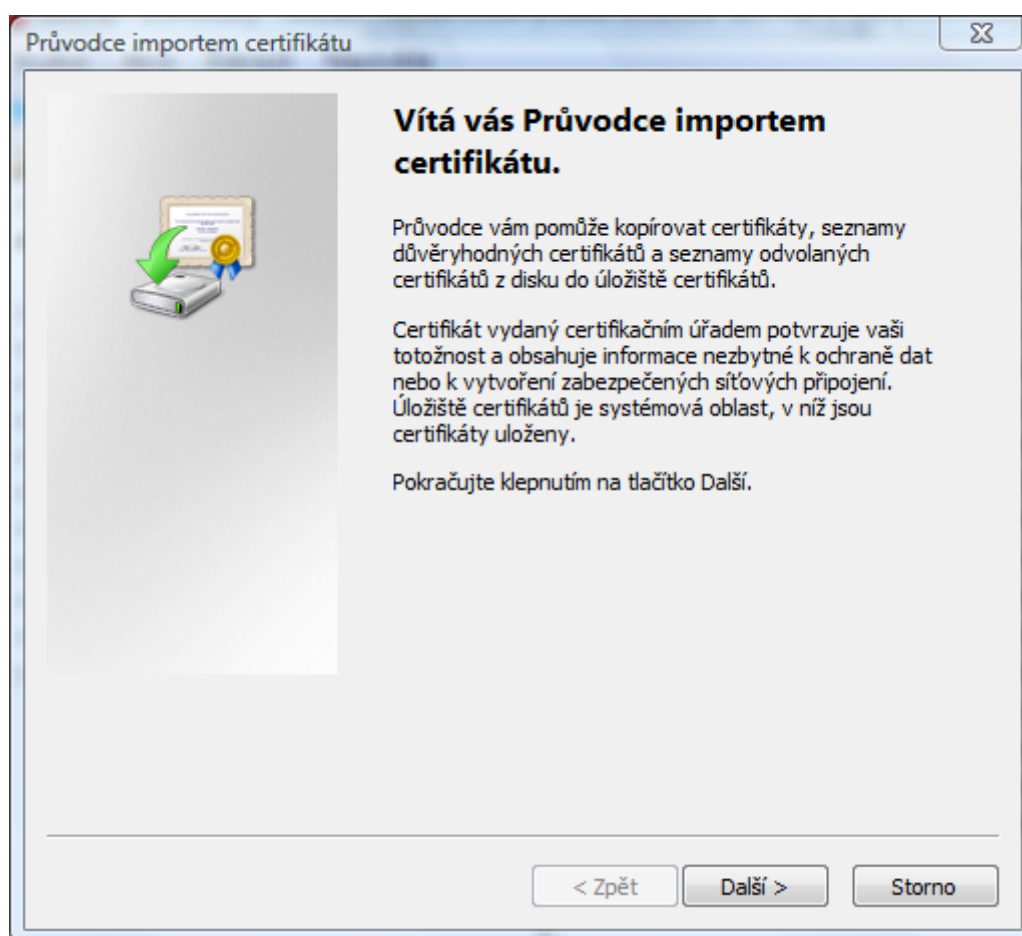 Průvodce importem certifikátu
Vítá vás Průvodce importem
certifikátu.
Průvodce vám pomůže kopírovat certifikáty, seznamy
důvěryhodných certifikátů a seznamy odvolaných
certifikátů z disku do úložiště certifikátů.
Certifikát vydaný certifikačním úřadem potvrzuje vaši
totožnost a obsahuje informace nezbytné k ochraně dat
nebo k vytvoření zabezpečených síťových připojení.
Úložiště certifikátů je systémová oblast, v níž jsou
certifikáty uloženy.
Pokračujte klepnutím na tlačítko Další.
< Zpět Další > Storno